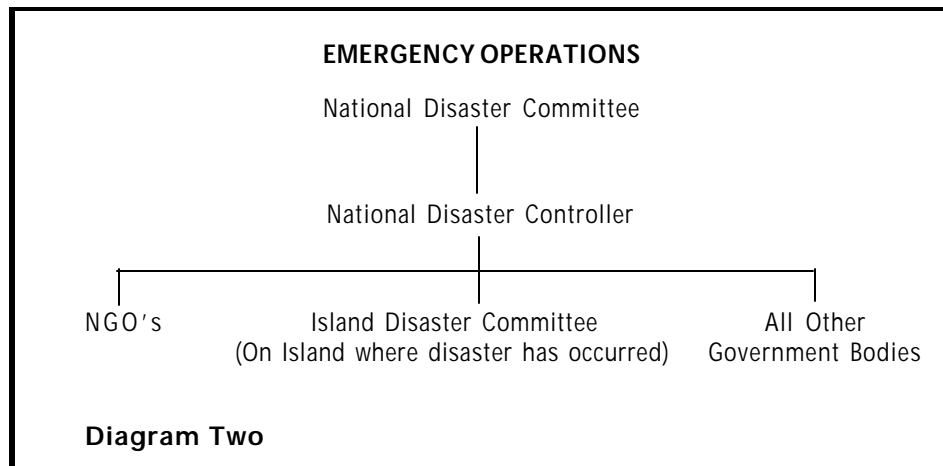 EMERGENCY OPERATIONS
National Disaster Committee
National Disaster Controller
NGO's
Island Disaster Committee
(On Island where disaster has occurred)
All Other
Government Bodies
Diagram Two